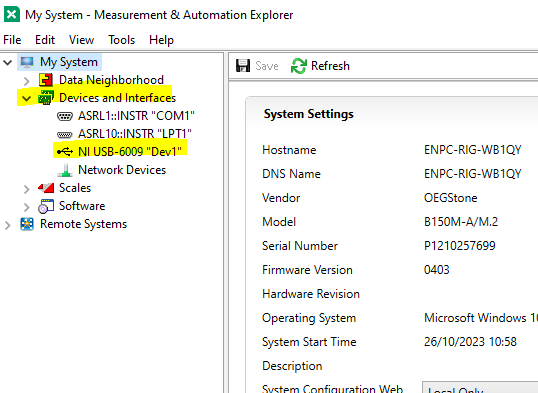 My System - Measurement & Automation Explorer
File Edit View Tools Help
My System
Data Neighborhood
Devices and Interfaces
ASRL1::INSTR "COM1"
ASRL10::INSTR "LPT1"
NI USB-6009 "Dev1"
Network Devices
Scales
Software
Remote Systems
Save Refresh
System Settings
Hostname ENPC-RIG-WB1QY
DNS Name ENPC-RIG-WB1QY
Vendor OEGStone
Model B150M-A/M.2
Serial Number P1210257699
Firmware Version 0403
Hardware Revision
Operating System Microsoft Windows 10
System Start Time 26/10/2023 10:58
Description
System Configuration Web Local Only